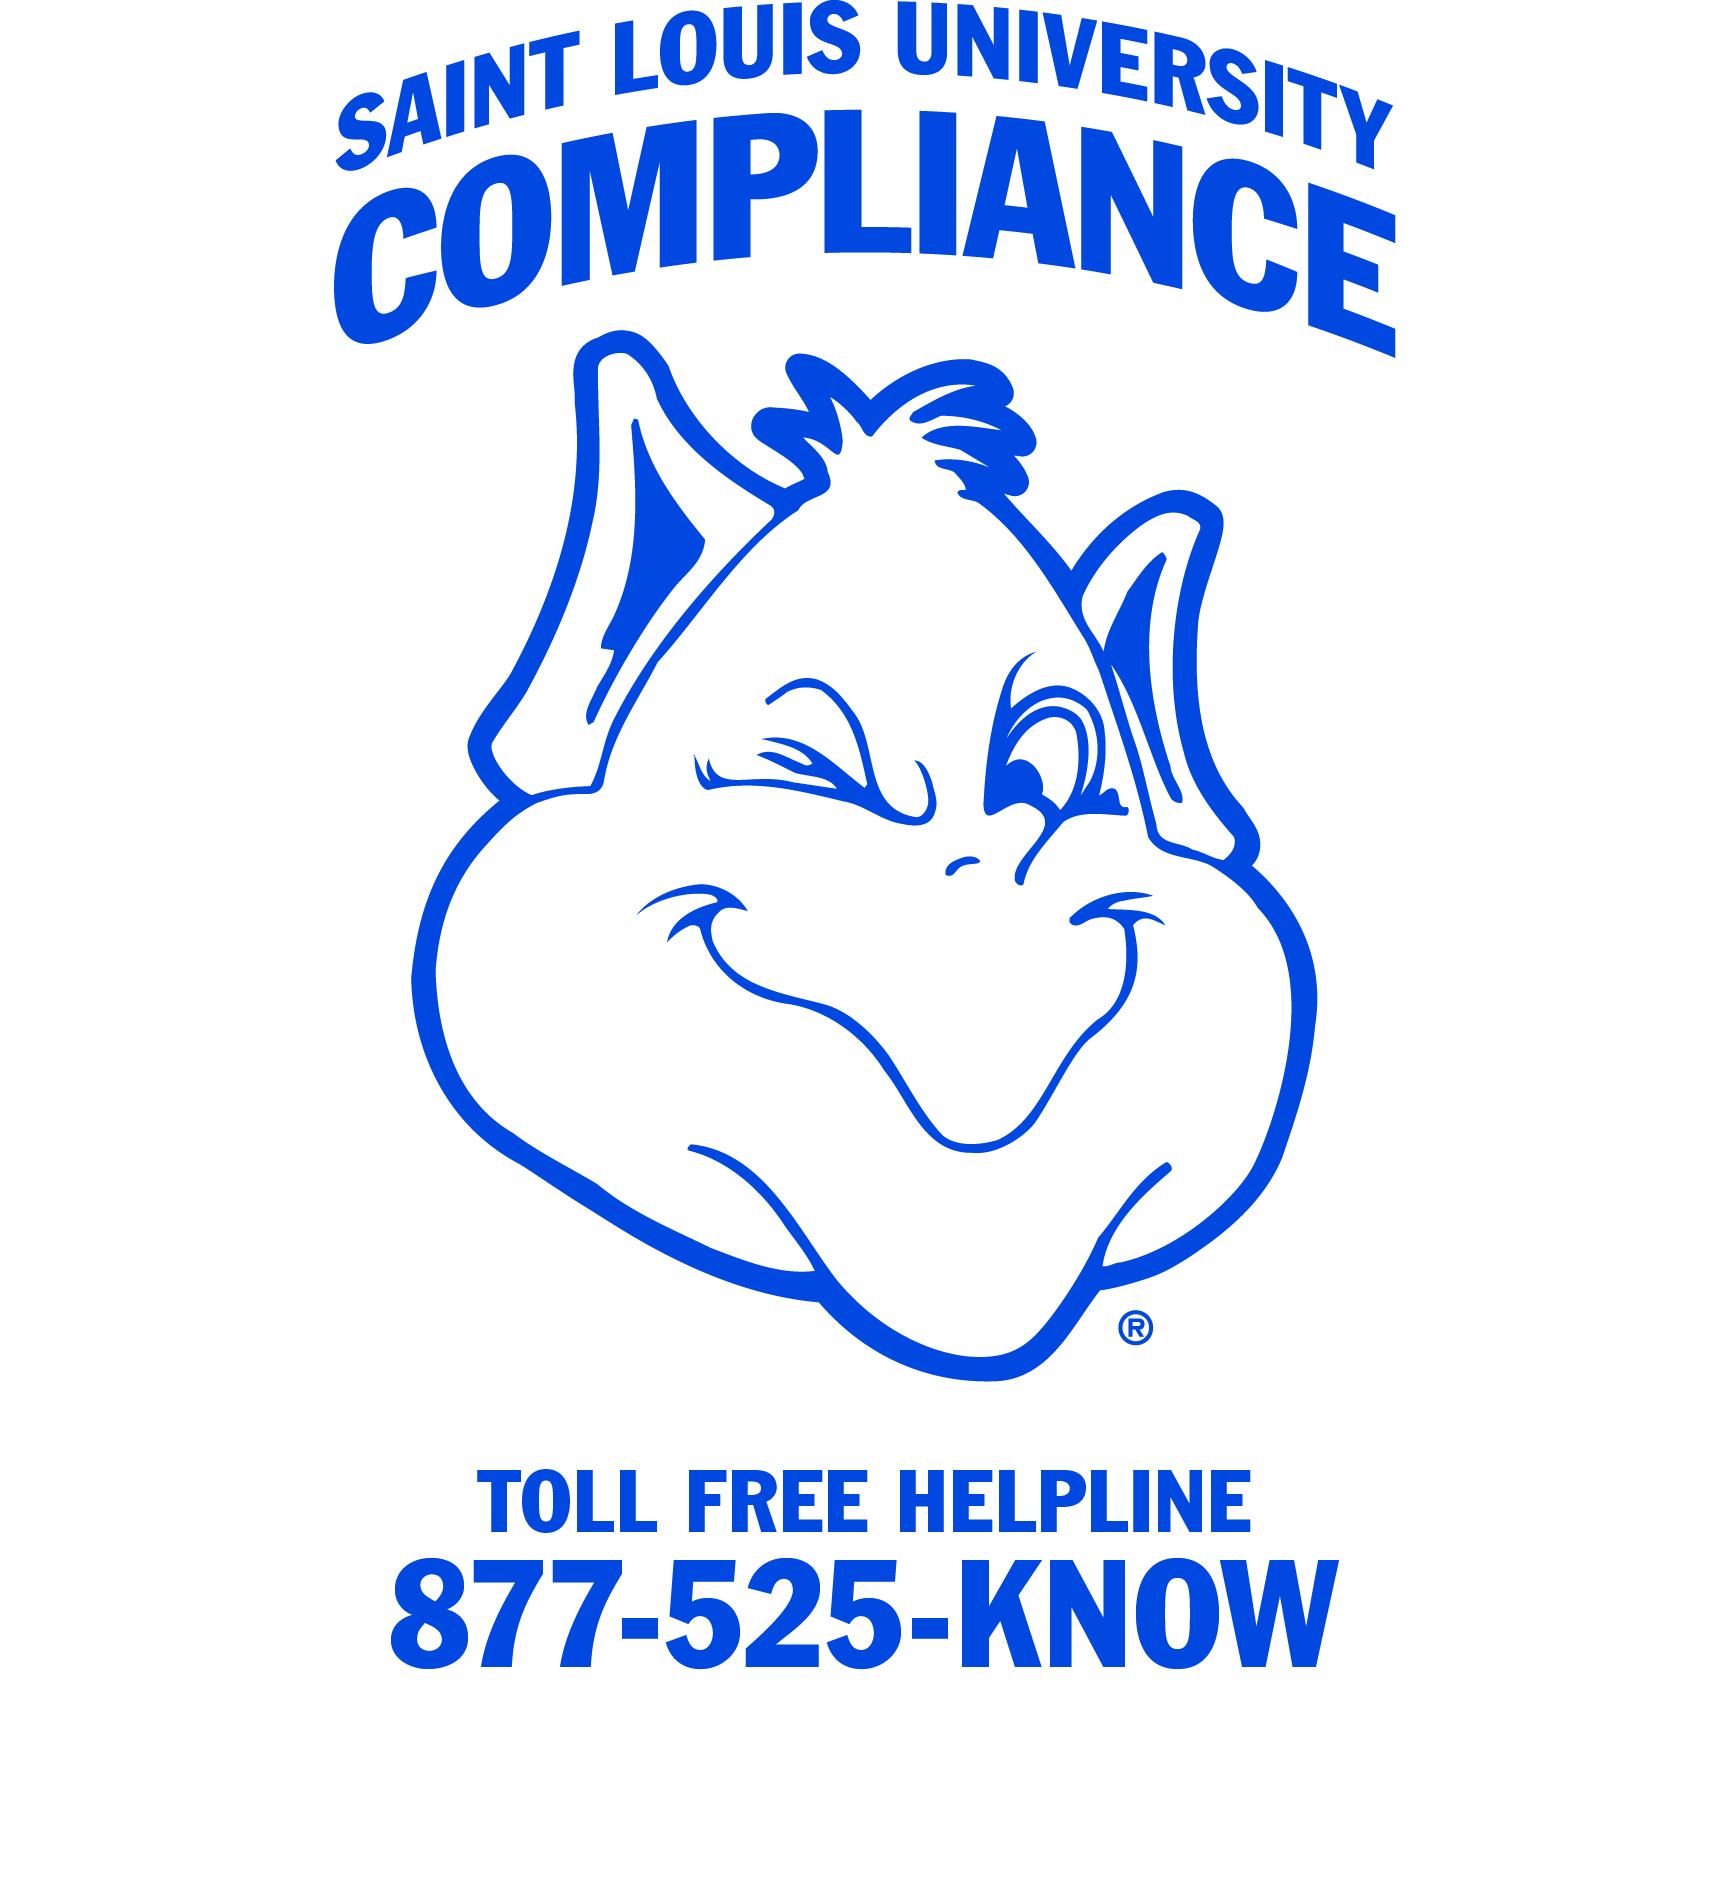 SAINT LOUIS UNIVERSITY
COMPLIANCE
®
TOLL FREE HELPLINE
877-525-KNOW